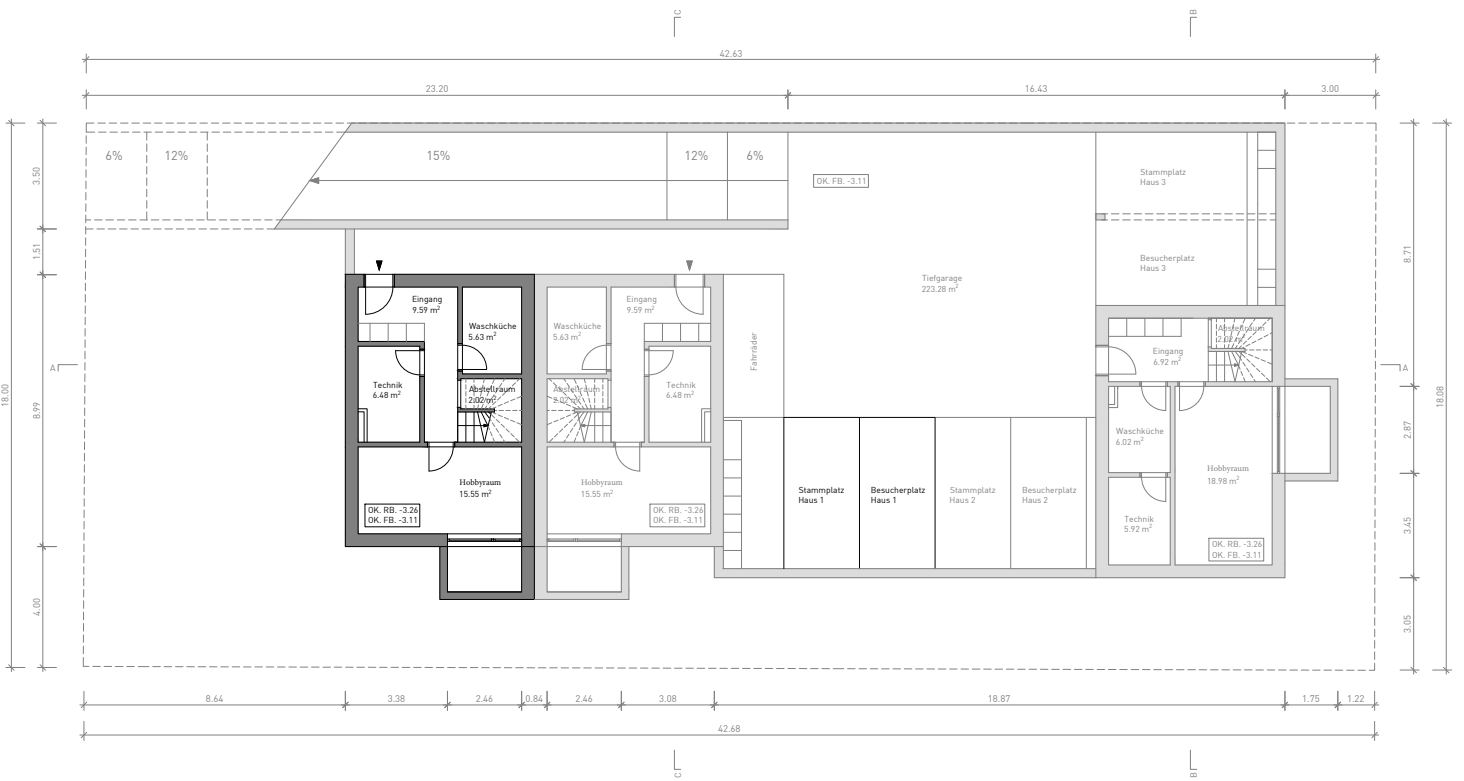 C
B
42.63
23.20
16.43
3.00
6%
12%
15%
12%
6%
OK. FB. -3.11
Stammplatz
Haus 3
Besucherplatz
Haus 3
Tiefgarage
223.28 m²
3.50
1.51
8.99
4.00
18.00
8.71
2.87
3.45
3.05
18.08
A
A
Eingang
9.59 m²
Waschküche
5.63 m²
Technik
6.48 m²
Abstellraum
2.02 m²
Hobbyraum
15.55 m²
OK. RB. -3.26
OK. FB. -3.11
Waschküche
5.63 m²
Eingang
9.59 m²
Abstellraum
2.02 m²
Technik
6.48 m²
Hobbyraum
15.55 m²
OK. RB. -3.26
OK. FB. -3.11
Fahrräder
Stammplatz
Haus 1
Besucherplatz
Haus 1
Stammplatz
Haus 2
Besucherplatz
Haus 2
Abstellraum
2.02 m²
Eingang
6.92 m²
Waschküche
6.02 m²
Hobbyraum
18.98 m²
Technik
5.92 m²
OK. RB. -3.26
OK. FB. -3.11
8.64
3.38
2.46
0.84
2.46
3.08
18.87
1.75
1.22
42.68
C
B